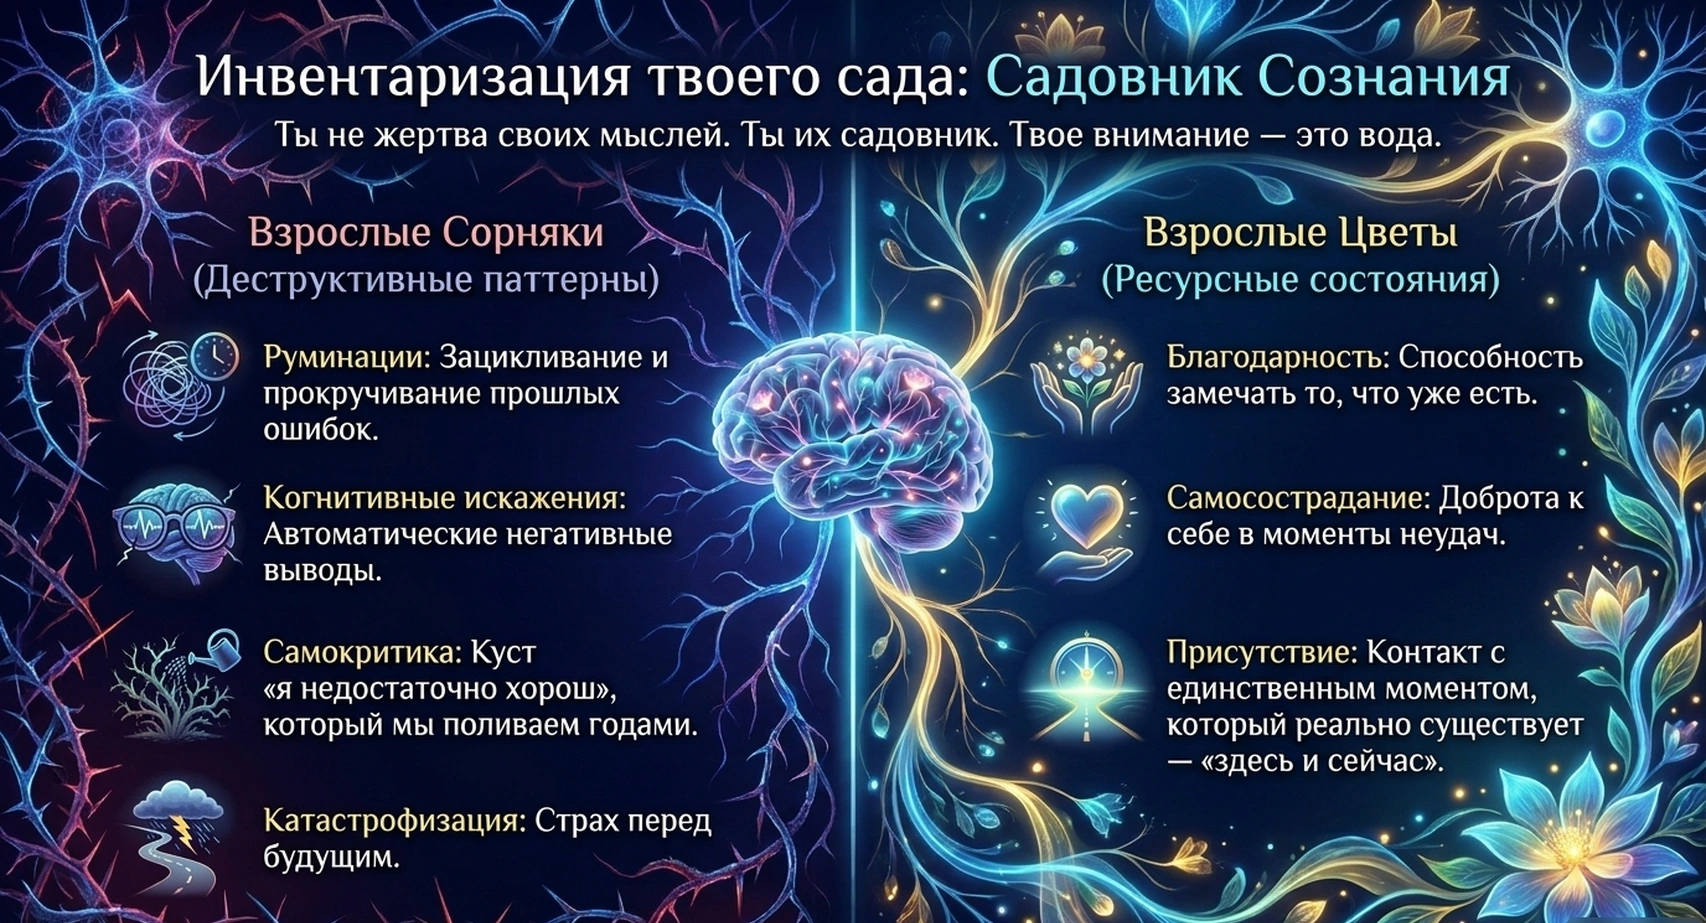 Инвентаризация твоего сада: Садовник Сознания
Ты не жертва своих мыслей. Ты их садовник. Твое внимание — это вода.
Взрослые Сорняки
(Деструктивные паттерны)
Руминации: Зацикливание и
прокручивание прошлых
ошибок.
Когнитивные искажения:
Автоматические негативные
выводы.
Самокритика: Куст
«я недостаточно хорош»,
который мы поливаем годами.
Катастрофизация: Страх перед
будущим.
Взрослые Цветы
(Ресурсные состояния)
Благодарность: Способность
замечать то, что уже есть.
Самосострадание: Доброта к
себе в моменты неудач.
Присутствие: Контакт с
единственным моментом,
который реально существует
— «здесь и сейчас».